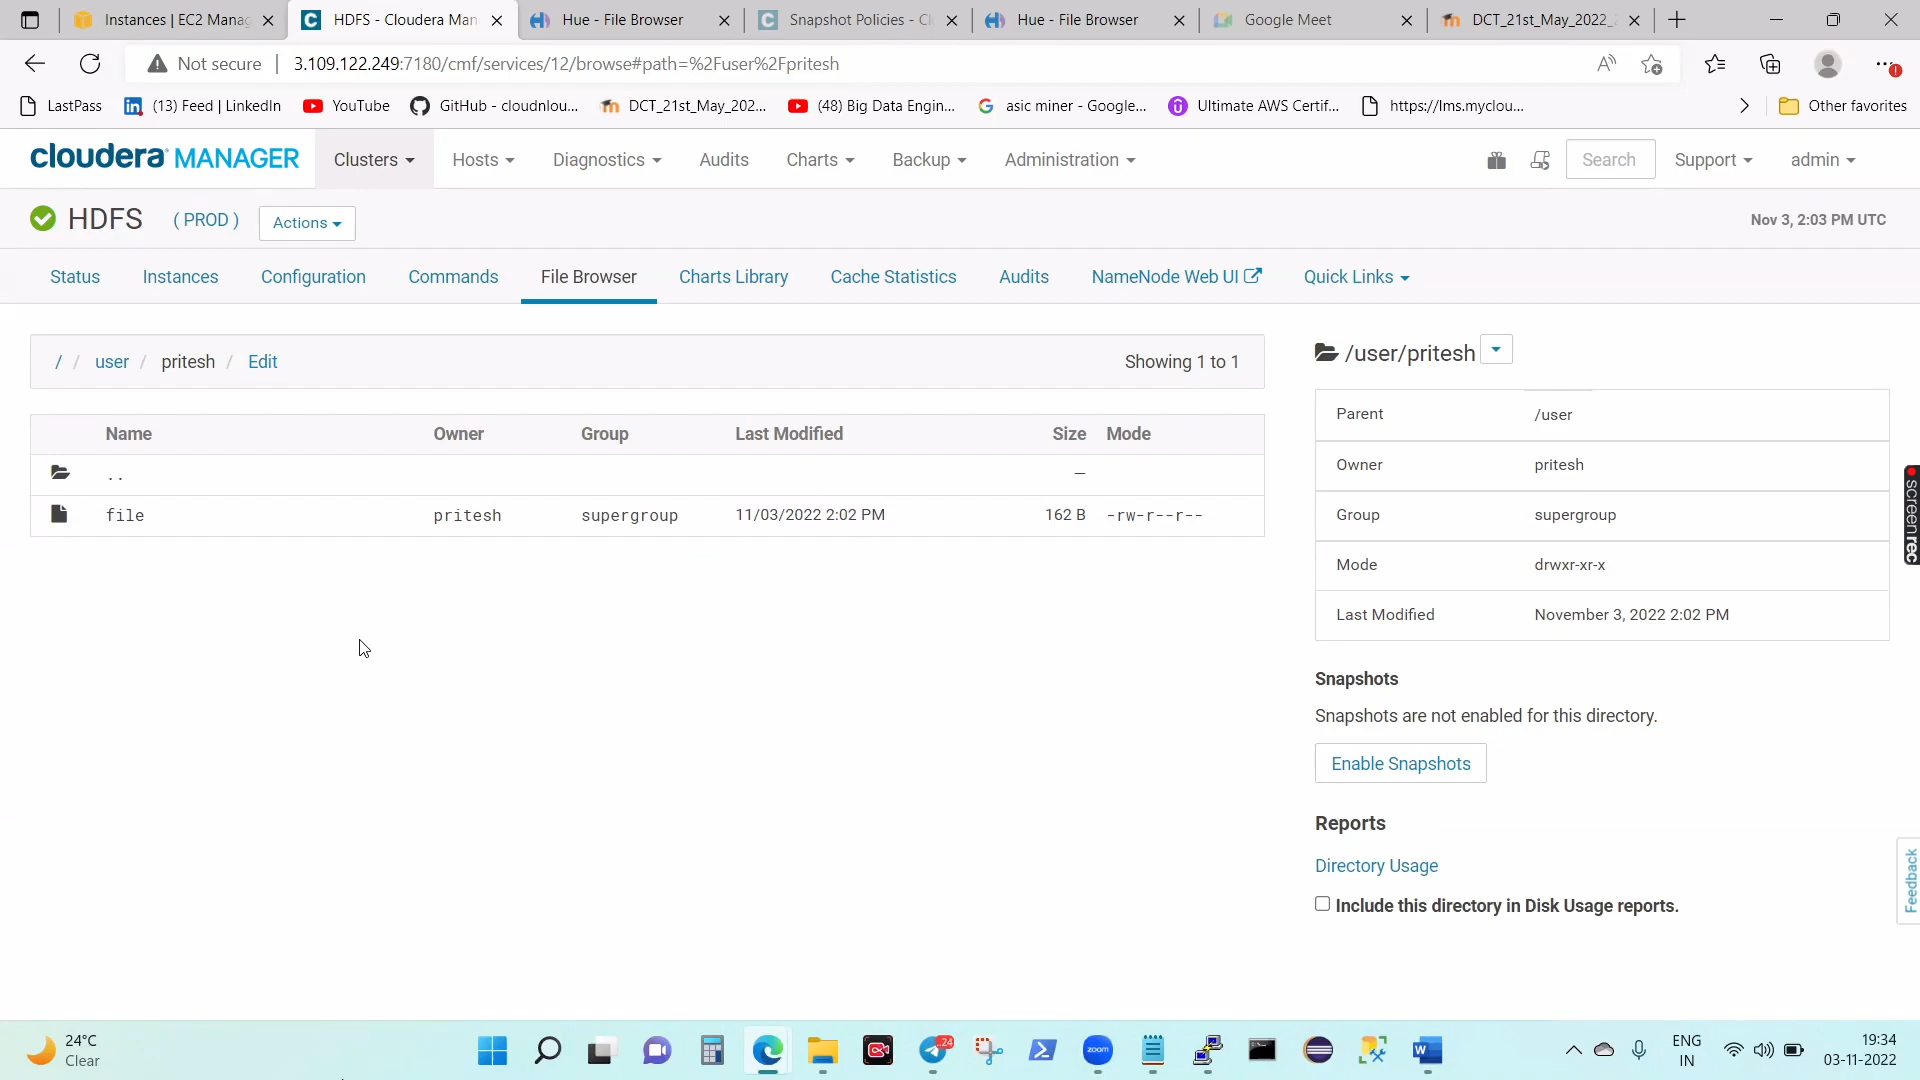 Instances | EC2 Manag
HDFS - Cloudera Man
Hue - File Browser
Snapshot Policies - Cl
Hue - File Browser
Google Meet
DCT_21st_May_2022_
Not secure
3.109.122.249:7180/cmf/services/12/browse#path=%2Fuser%2Fpritesh
LastPass
(13) Feed | LinkedIn
YouTube
GitHub - cloudnlou...
DCT_21st_May_202...
(48) Big Data Engin...
asic miner - Google...
Ultimate AWS Certif...
https://lms.myclou...
Other favorites
cloudera MANAGER
Clusters
Hosts
Diagnostics
Audits
Charts
Backup
Administration
Search
Support
admin
HDFS
( PROD )
Actions
Nov 3, 2:03 PM UTC
Status
Instances
Configuration
Commands
File Browser
Charts Library
Cache Statistics
Audits
NameNode Web UI
Quick Links
/ / user / pritesh / Edit
Showing 1 to 1
Name Owner Group Last Modified Size Mode
.. –
file pritesh supergroup 11/03/2022 2:02 PM 162 B -rw-r--r--
/user/pritesh
Parent /user
Owner pritesh
Group supergroup
Mode drwxr-xr-x
Last Modified November 3, 2022 2:02 PM
Snapshots
Snapshots are not enabled for this directory.
Enable Snapshots
Reports
Directory Usage
Include this directory in Disk Usage reports.
screenrec
Feedback
24°C
Clear
24
zoom
ENG
IN
19:34
03-11-2022